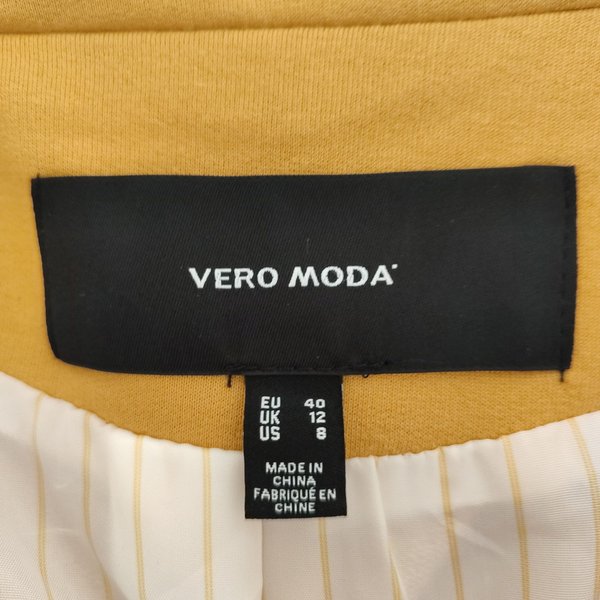 VERO MODA
EU 40
UK 12
US 8
MADE IN
CHINA
FABRIQUÉ EN
CHINE